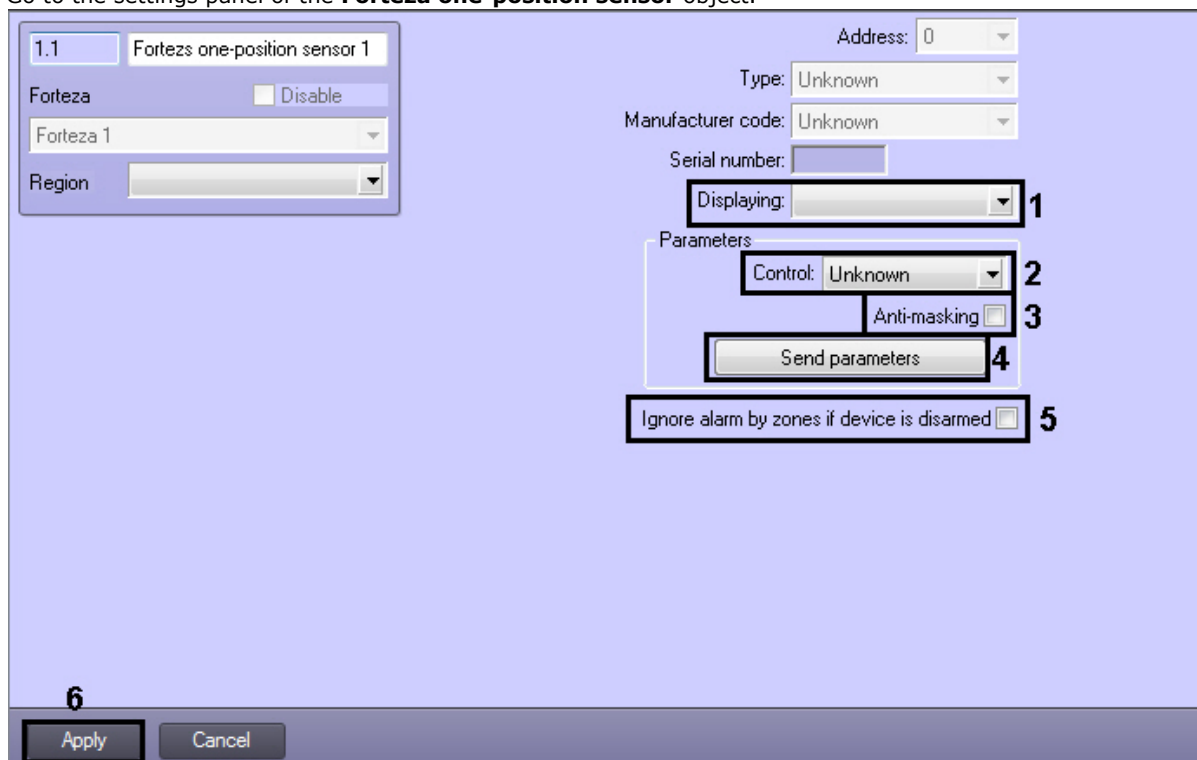 Go to the settings panel of the Forteza one-position sensor object.
1.1 Fortezs one-position sensor 1
Forteza Disable
Forteza 1
Region
Address: 0
Type: Unknown
Manufacturer code: Unknown
Serial number:
Displaying: 1
Parameters
Control: Unknown 2
Anti-masking 3
Send parameters 4
Ignore alarm by zones if device is disarmed 5
6
Apply Cancel